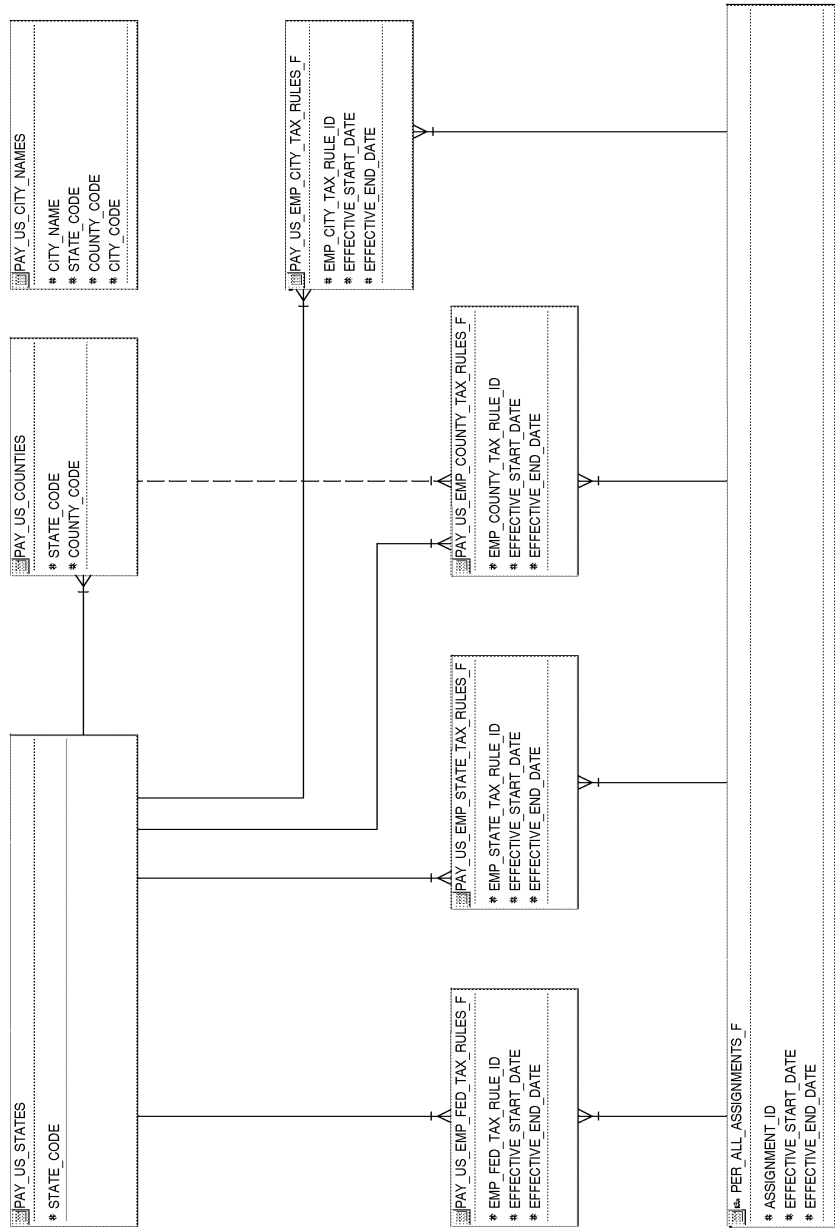 PAY_US_STATES
# STATE_CODE
PAY_US_COUNTIES
# STATE_CODE
# COUNTY_CODE
PAY_US_CITY_NAMES
# CITY_NAME
# STATE_CODE
# COUNTY_CODE
# CITY_CODE
PAY_US_EMP_CITY_TAX_RULES_F
# EMP_CITY_TAX_RULE_ID
# EFFECTIVE_START_DATE
# EFFECTIVE_END_DATE
PAY_US_EMP_FED_TAX_RULES_F
# EMP_FED_TAX_RULE_ID
# EFFECTIVE_START_DATE
# EFFECTIVE_END_DATE
PAY_US_EMP_STATE_TAX_RULES_F
# EMP_STATE_TAX_RULE_ID
# EFFECTIVE_START_DATE
# EFFECTIVE_END_DATE
PAY_US_EMP_COUNTY_TAX_RULES_F
# EMP_COUNTY_TAX_RULE_ID
# EFFECTIVE_START_DATE
# EFFECTIVE_END_DATE
PER_ALL_ASSIGNMENTS_F
# ASSIGNMENT_ID
# EFFECTIVE_START_DATE
# EFFECTIVE_END_DATE